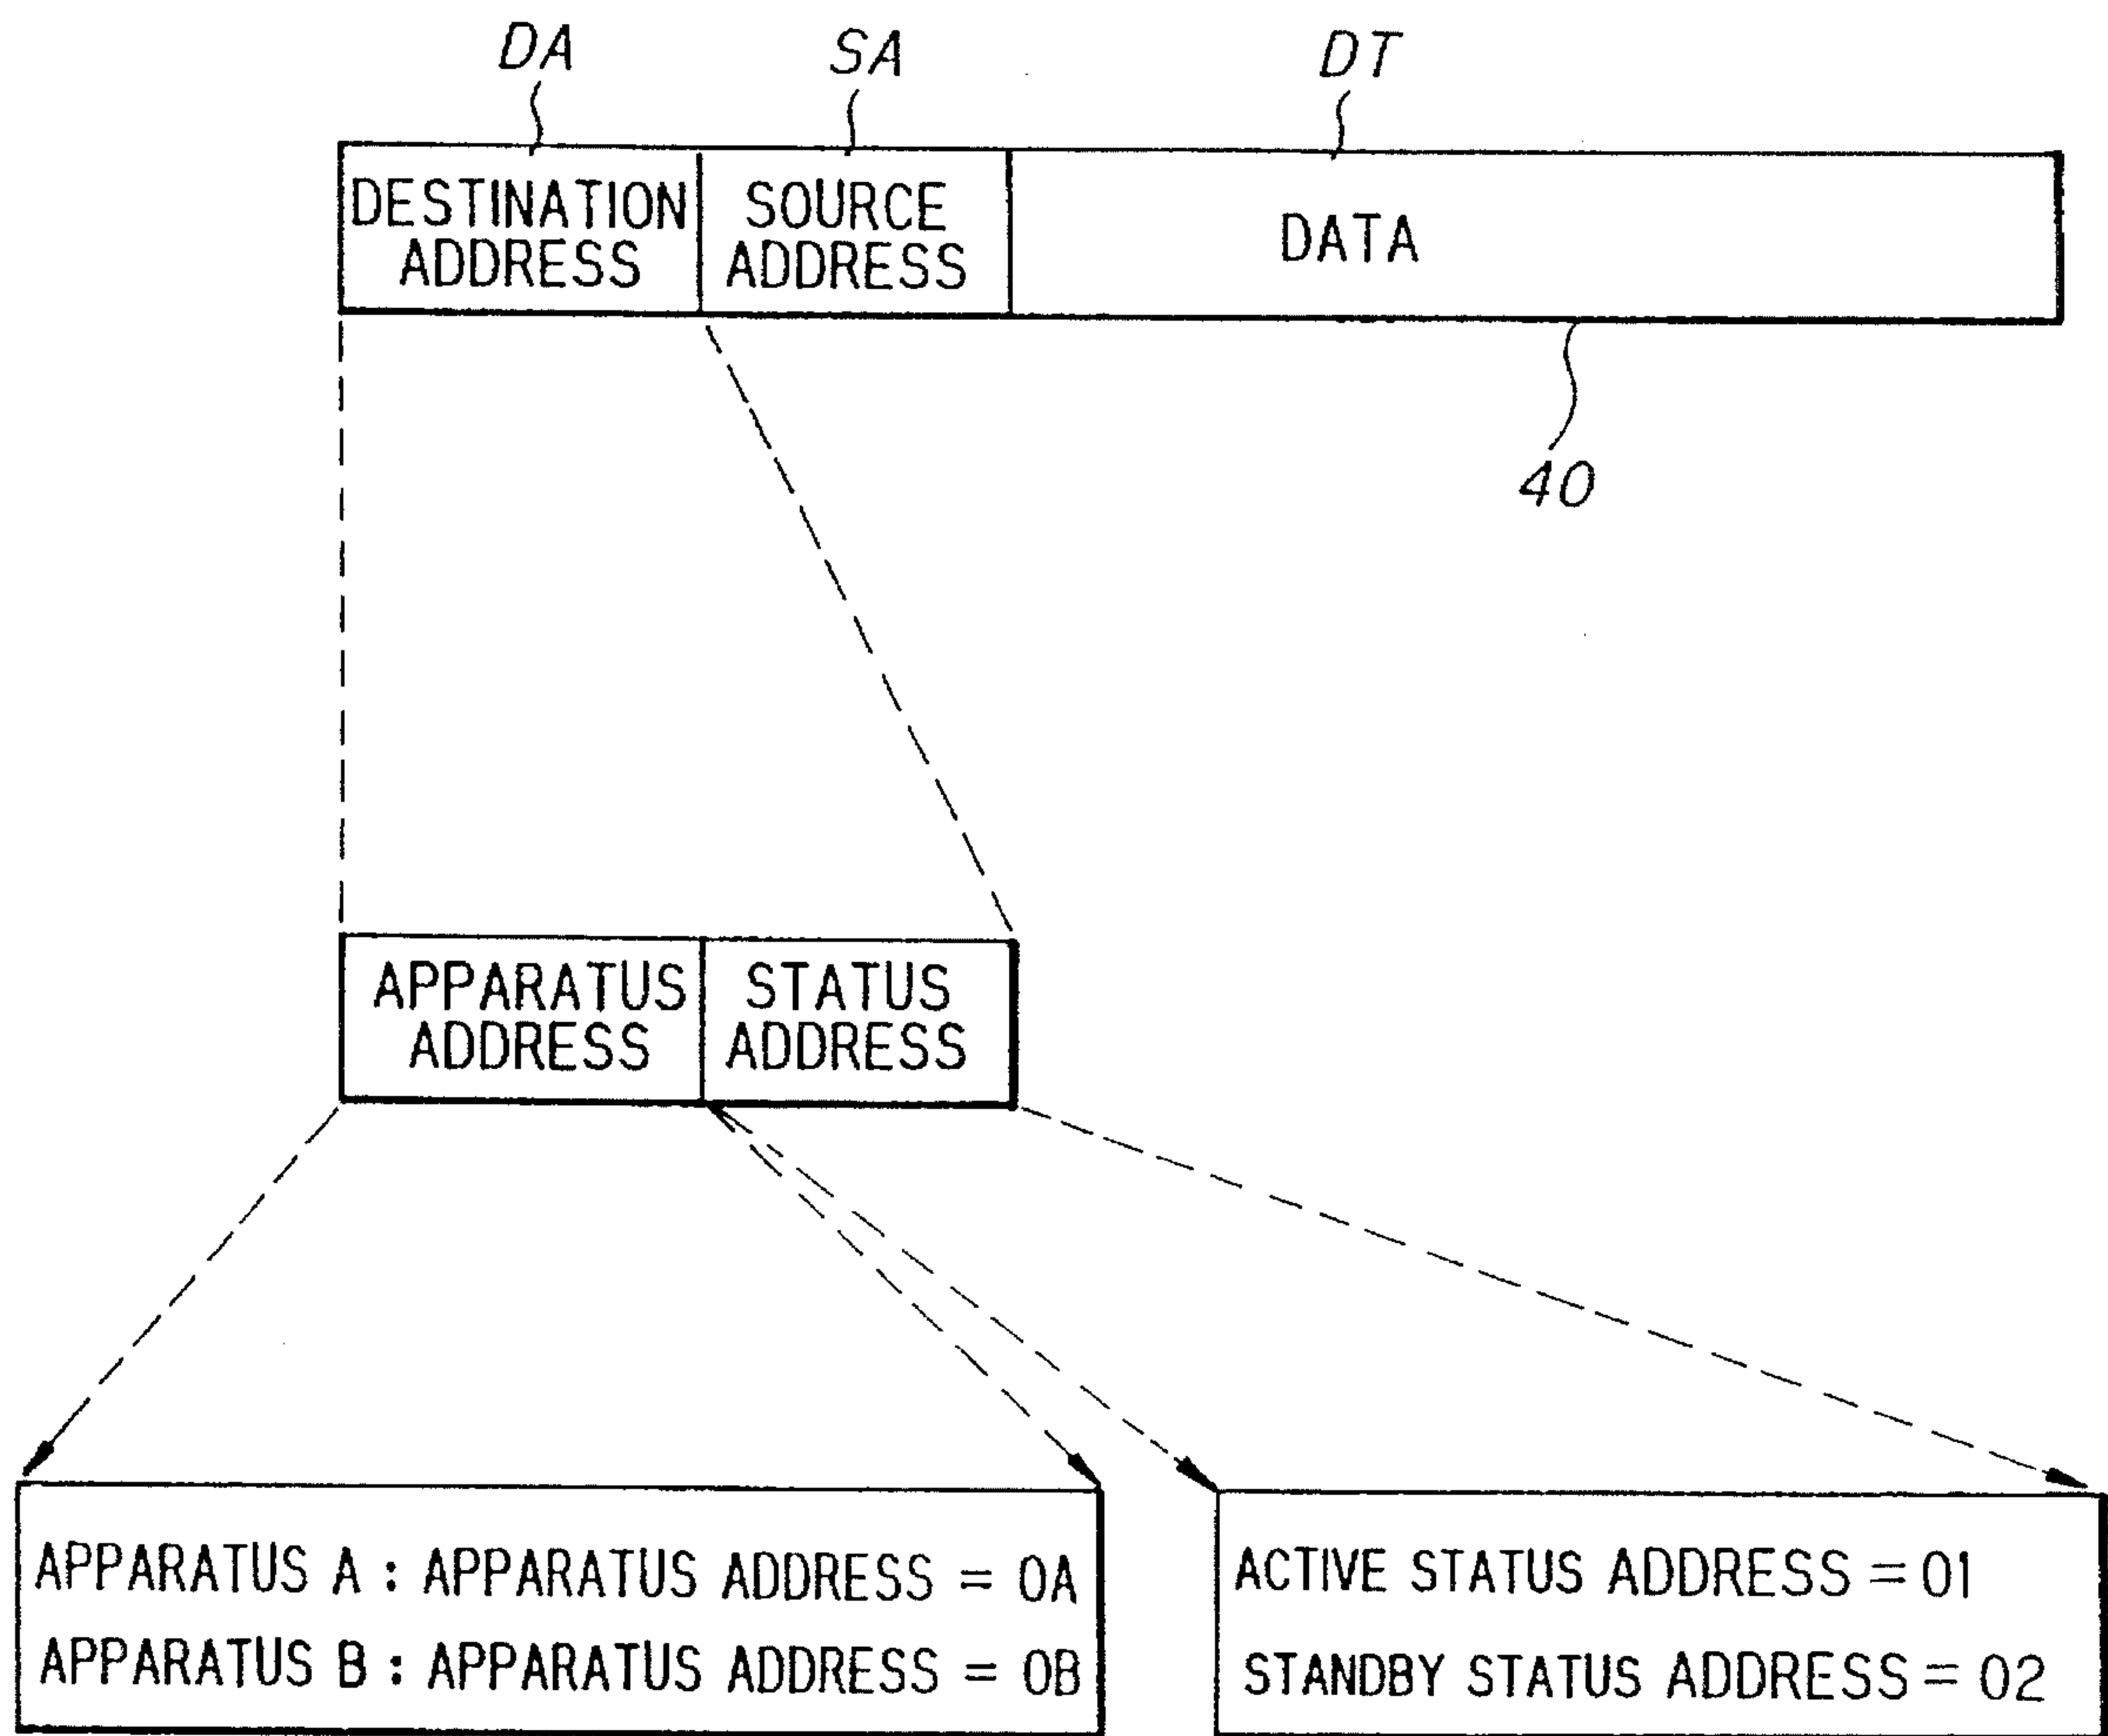 DA
SA
DT
DESTINATION
ADDRESS
SOURCE
ADDRESS
DATA
40
APPARATUS
ADDRESS
STATUS
ADDRESS
APPARATUS A : APPARATUS ADDRESS = 0A
APPARATUS B : APPARATUS ADDRESS = 0B
ACTIVE STATUS ADDRESS = 01
STANDBY STATUS ADDRESS = 02